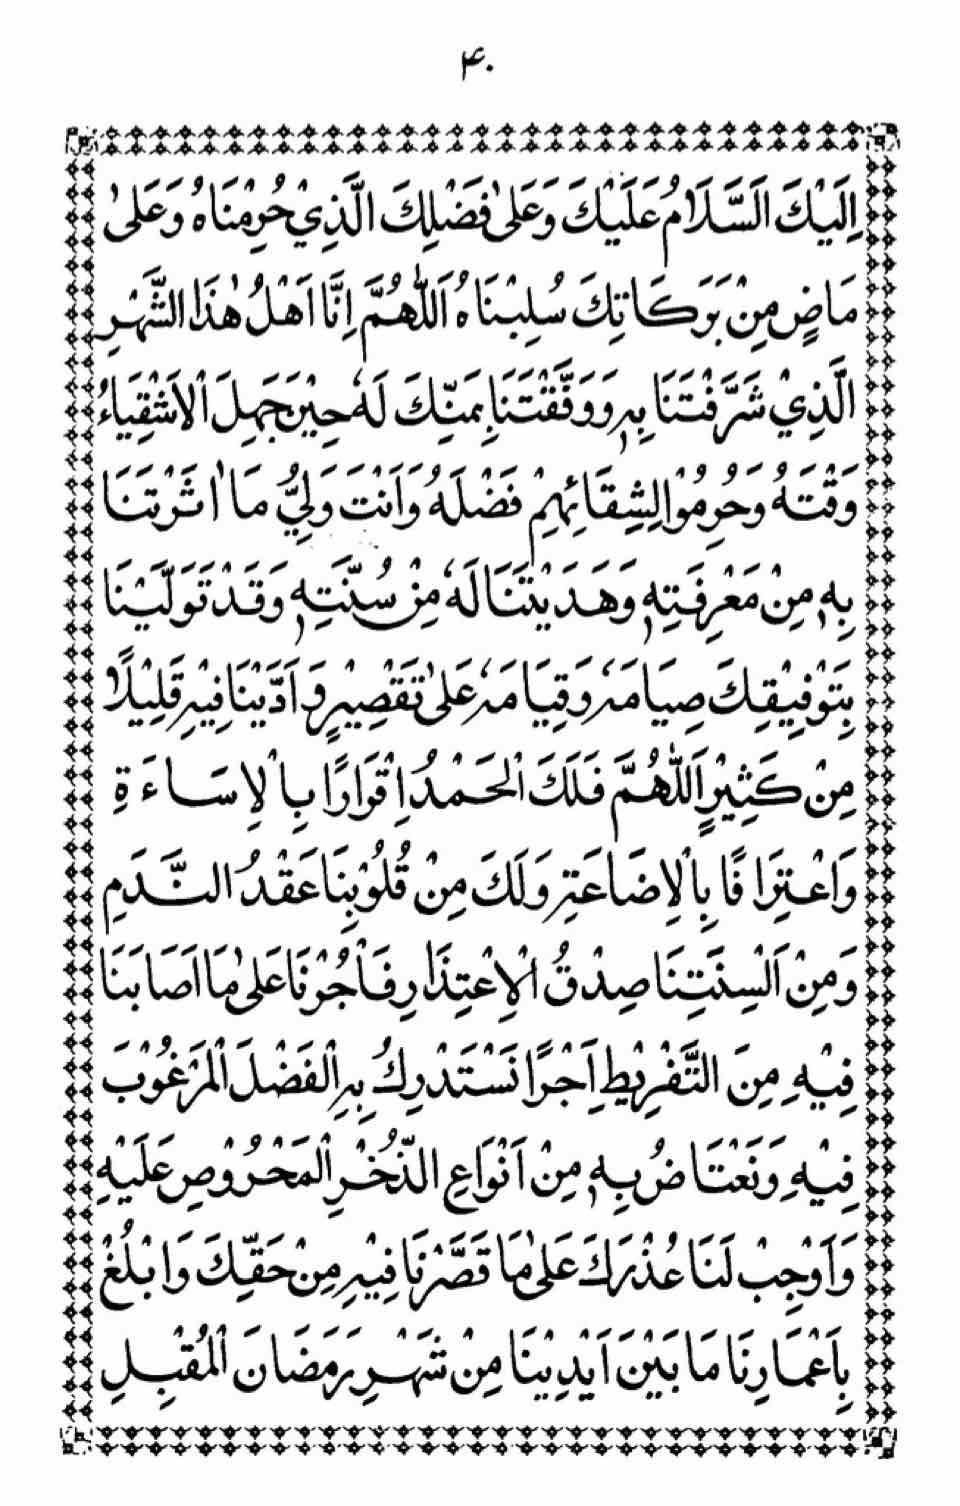 ۴۰
اِلَيْكَ اَلسَّلَامُ عَلَيْكَ وَعَلٰى فَضْلِكَ الَّذِيْ حُرِمْنَاهُ وَعَلٰى
مَاضٍ مِنْ بَرَكَاتِكَ سُلِبْنَاهُ اَللّٰهُمَّ اِنَّا اَهْلُ هٰذَا الشَّهْرِ
الَّذِيْ شَرَّفْتَنَا بِهٖ وَوَفَّقْتَنَا بِمَنِّكَ لَهٗ حِيْنَ جَهِلَ الْاَشْقِيَاءُ
وَقْتَهُ وَحُرِمُوْا لِشِقَائِهِمْ فَضْلَهُ وَاَنْتَ وَلِيُّ مَا اٰثَرْتَنَا
بِهٖ مِنْ مَعْرِفَتِهٖ وَهَدَيْتَنَا لَهٗ مِنْ سُنَّتِهٖ وَقَدْ تَوَلَّيْنَا
بِتَوْفِيْقِكَ صِيَامَهٗ وَقِيَامَهٗ عَلٰى تَقْصِيْرٍ وَاَدَّيْنَا فِيْهِ قَلِيْلًا
مِنْ كَثِيْرٍ اَللّٰهُمَّ فَلَكَ الْحَمْدُ اِقْرَارًا بِالْاِسَاءَةِ
وَاعْتِرَافًا بِالْاِضَاعَةِ وَلَكَ مِنْ قُلُوْبِنَا عَقْدُ النَّدَمِ
وَمِنْ اَلْسِنَتِنَا صِدْقُ الْاِعْتِذَارِ فَاْجُرْنَا عَلٰى مَا اَصَابَنَا
فِيْهِ مِنَ التَّفْرِيْطِ اَجْرًا نَسْتَدْرِكُ بِهِ الْفَضْلَ الْمَرْغُوْبَ
فِيْهِ وَنَعْتَاضُ بِهٖ مِنْ اَنْوَاعِ الذُّخْرِ الْمَحْرُوْصِ عَلَيْهِ
وَاَوْجِبْ لَنَا عُذْرَكَ عَلٰى مَا قَصَّرْنَا فِيْهِ مِنْ حَقِّكَ وَابْلُغْ
بِاَعْمَارِنَا مَا بَيْنَ اَيْدِيْنَا مِنْ شَهْرِ رَمَضَانَ الْمُقْبِلِ